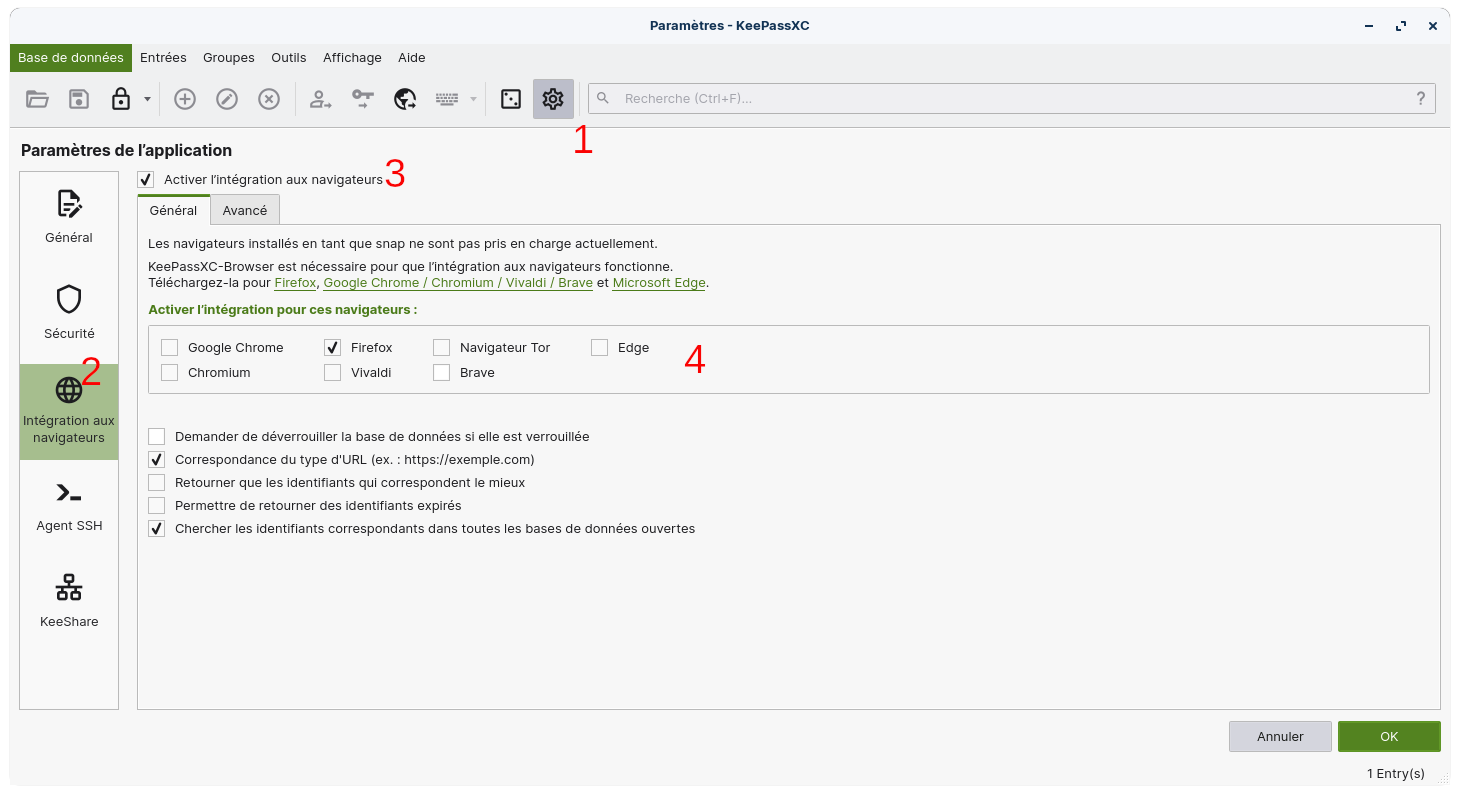 Paramètres - KeePassXC
Base de données Entrées Groupes Outils Affichage Aide
Recherche (Ctrl+F)... ?
1
Paramètres de l’application
Activer l’intégration aux navigateurs 3
Général Avancé
Les navigateurs installés en tant que snap ne sont pas pris en charge actuellement.
KeePassXC-Browser est nécessaire pour que l’intégration aux navigateurs fonctionne.
Téléchargez-la pour Firefox, Google Chrome / Chromium / Vivaldi / Brave et Microsoft Edge.
Activer l’intégration pour ces navigateurs :
Google Chrome Firefox Navigateur Tor Edge
4
Chromium Vivaldi Brave
Demander de déverrouiller la base de données si elle est verrouillée
Correspondance du type d'URL (ex. : https://exemple.com)
Retourner que les identifiants qui correspondent le mieux
Permettre de retourner des identifiants expirés
Chercher les identifiants correspondants dans toutes les bases de données ouvertes
Général
Sécurité
2
Intégration aux
navigateurs
Agent SSH
KeeShare
Annuler OK
1 Entry(s)